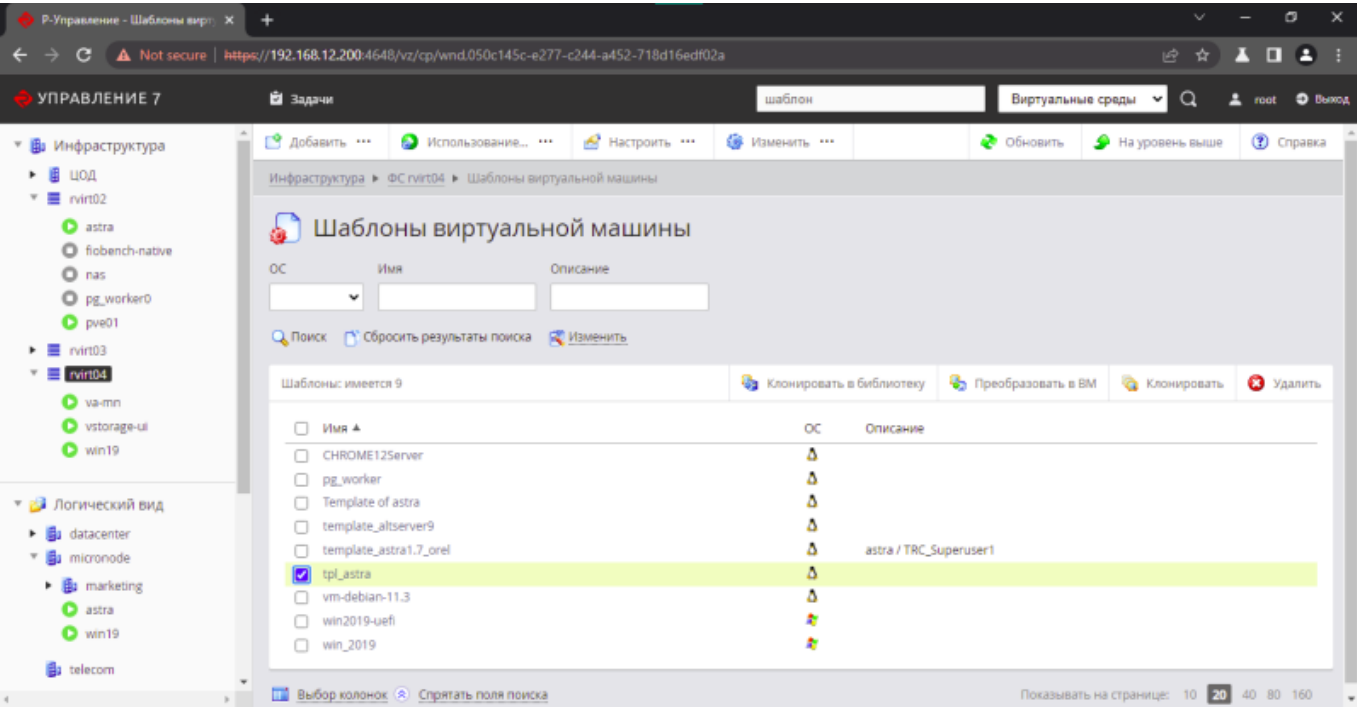 Р-Управление - Шаблоны вирту
Not secure | https://192.168.12.200:4648/vz/cp/wnd.050c145c-e277-c244-a452-718d16edf02a
УПРАВЛЕНИЕ 7
Задачи
шаблон
Виртуальные среды
root
Выход
Инфраструктура
ЦОД
rvirt02
astra
fiobench-native
nas
pg_worker0
pve01
rvirt03
rvirt04
va-mn
vstorage-ui
win19
Логический вид
datacenter
micronode
marketing
astra
win19
telecom
Добавить ••• Использование... ••• Настроить ••• Изменить ••• Обновить На уровень выше Справка
Инфраструктура ▸ ФС rvirt04 ▸ Шаблоны виртуальной машины
Шаблоны виртуальной машины
ОС Имя Описание
Поиск Сбросить результаты поиска Изменить
Шаблоны: имеется 9 Клонировать в библиотеку Преобразовать в ВМ Клонировать Удалить
Имя ▲ ОС Описание
CHROME12Server
pg_worker
Template of astra
template_altserver9
template_astra1.7_orel astra / TRC_Superuser1
tpl_astra
vm-debian-11.3
win2019-uefi
win_2019
Выбор колонок Спрятать поля поиска Показывать на странице: 10 20 40 80 160